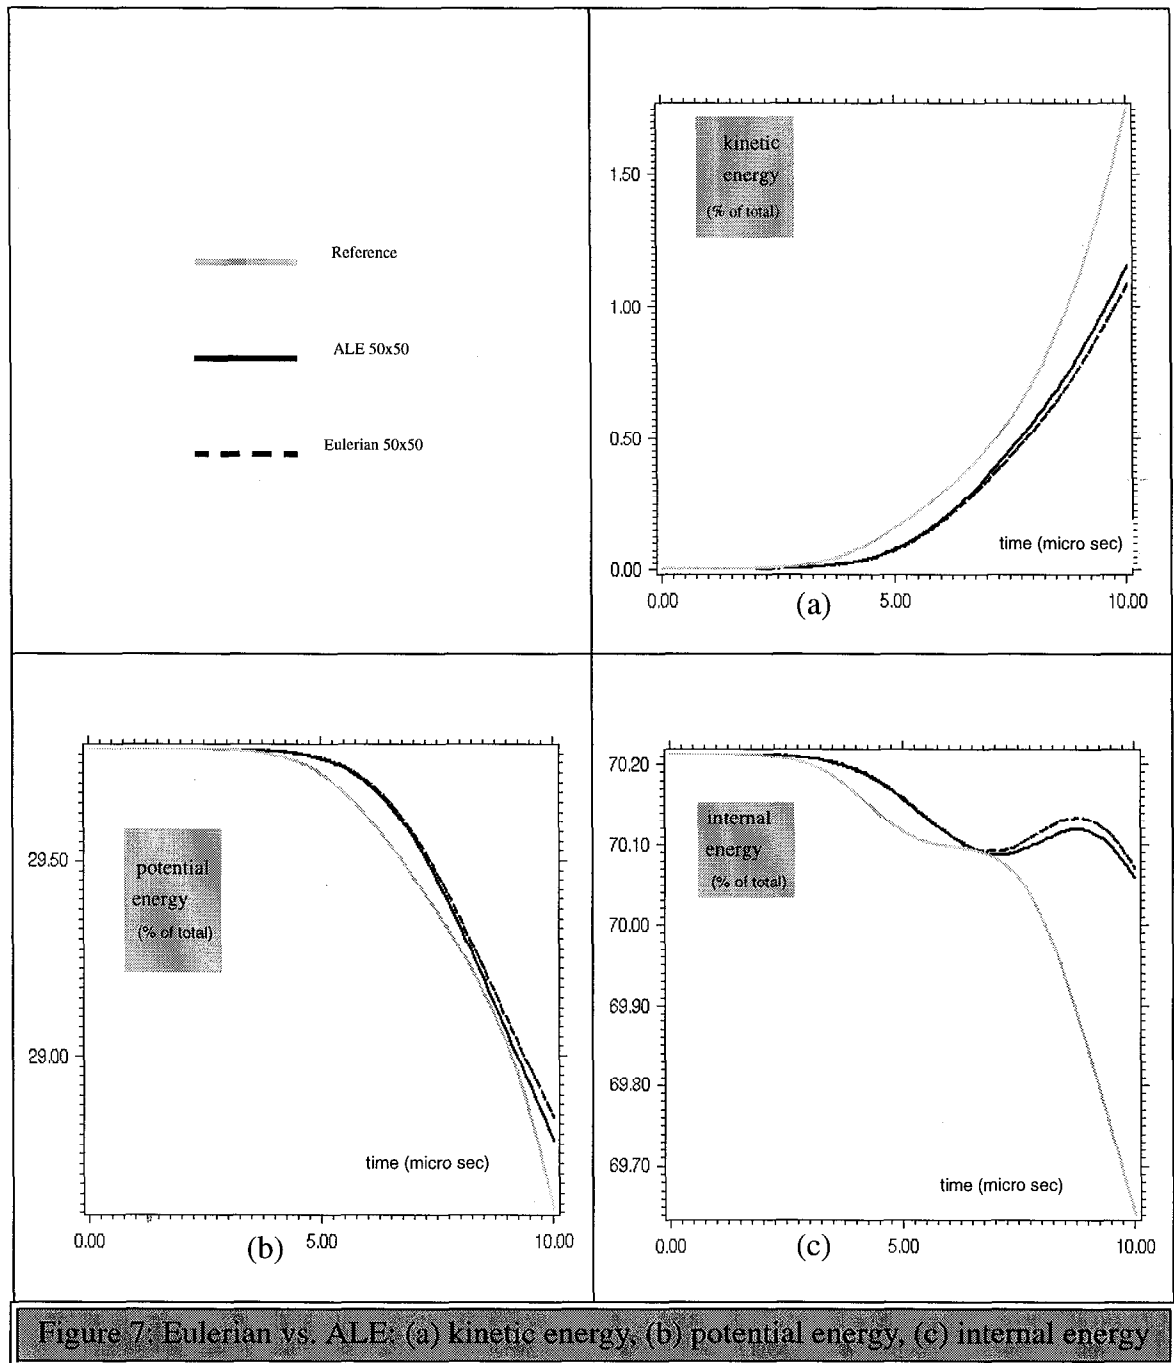 Reference
ALE 50x50
Eulerian 50x50
kinetic
energy
(% of total)
1.50
1.00
0.50
0.00
time (micro sec)
0.00
5.00
10.00
(a)
potential
energy
(% of total)
29.50
29.00
time (micro sec)
0.00
5.00
10.00
(b)
internal
energy
(% of total)
70.20
70.10
70.00
69.90
69.80
69.70
time (micro sec)
0.00
5.00
10.00
(c)
Figure 7: Eulerian vs. ALE: (a) kinetic energy, (b) potential energy, (c) internal energy